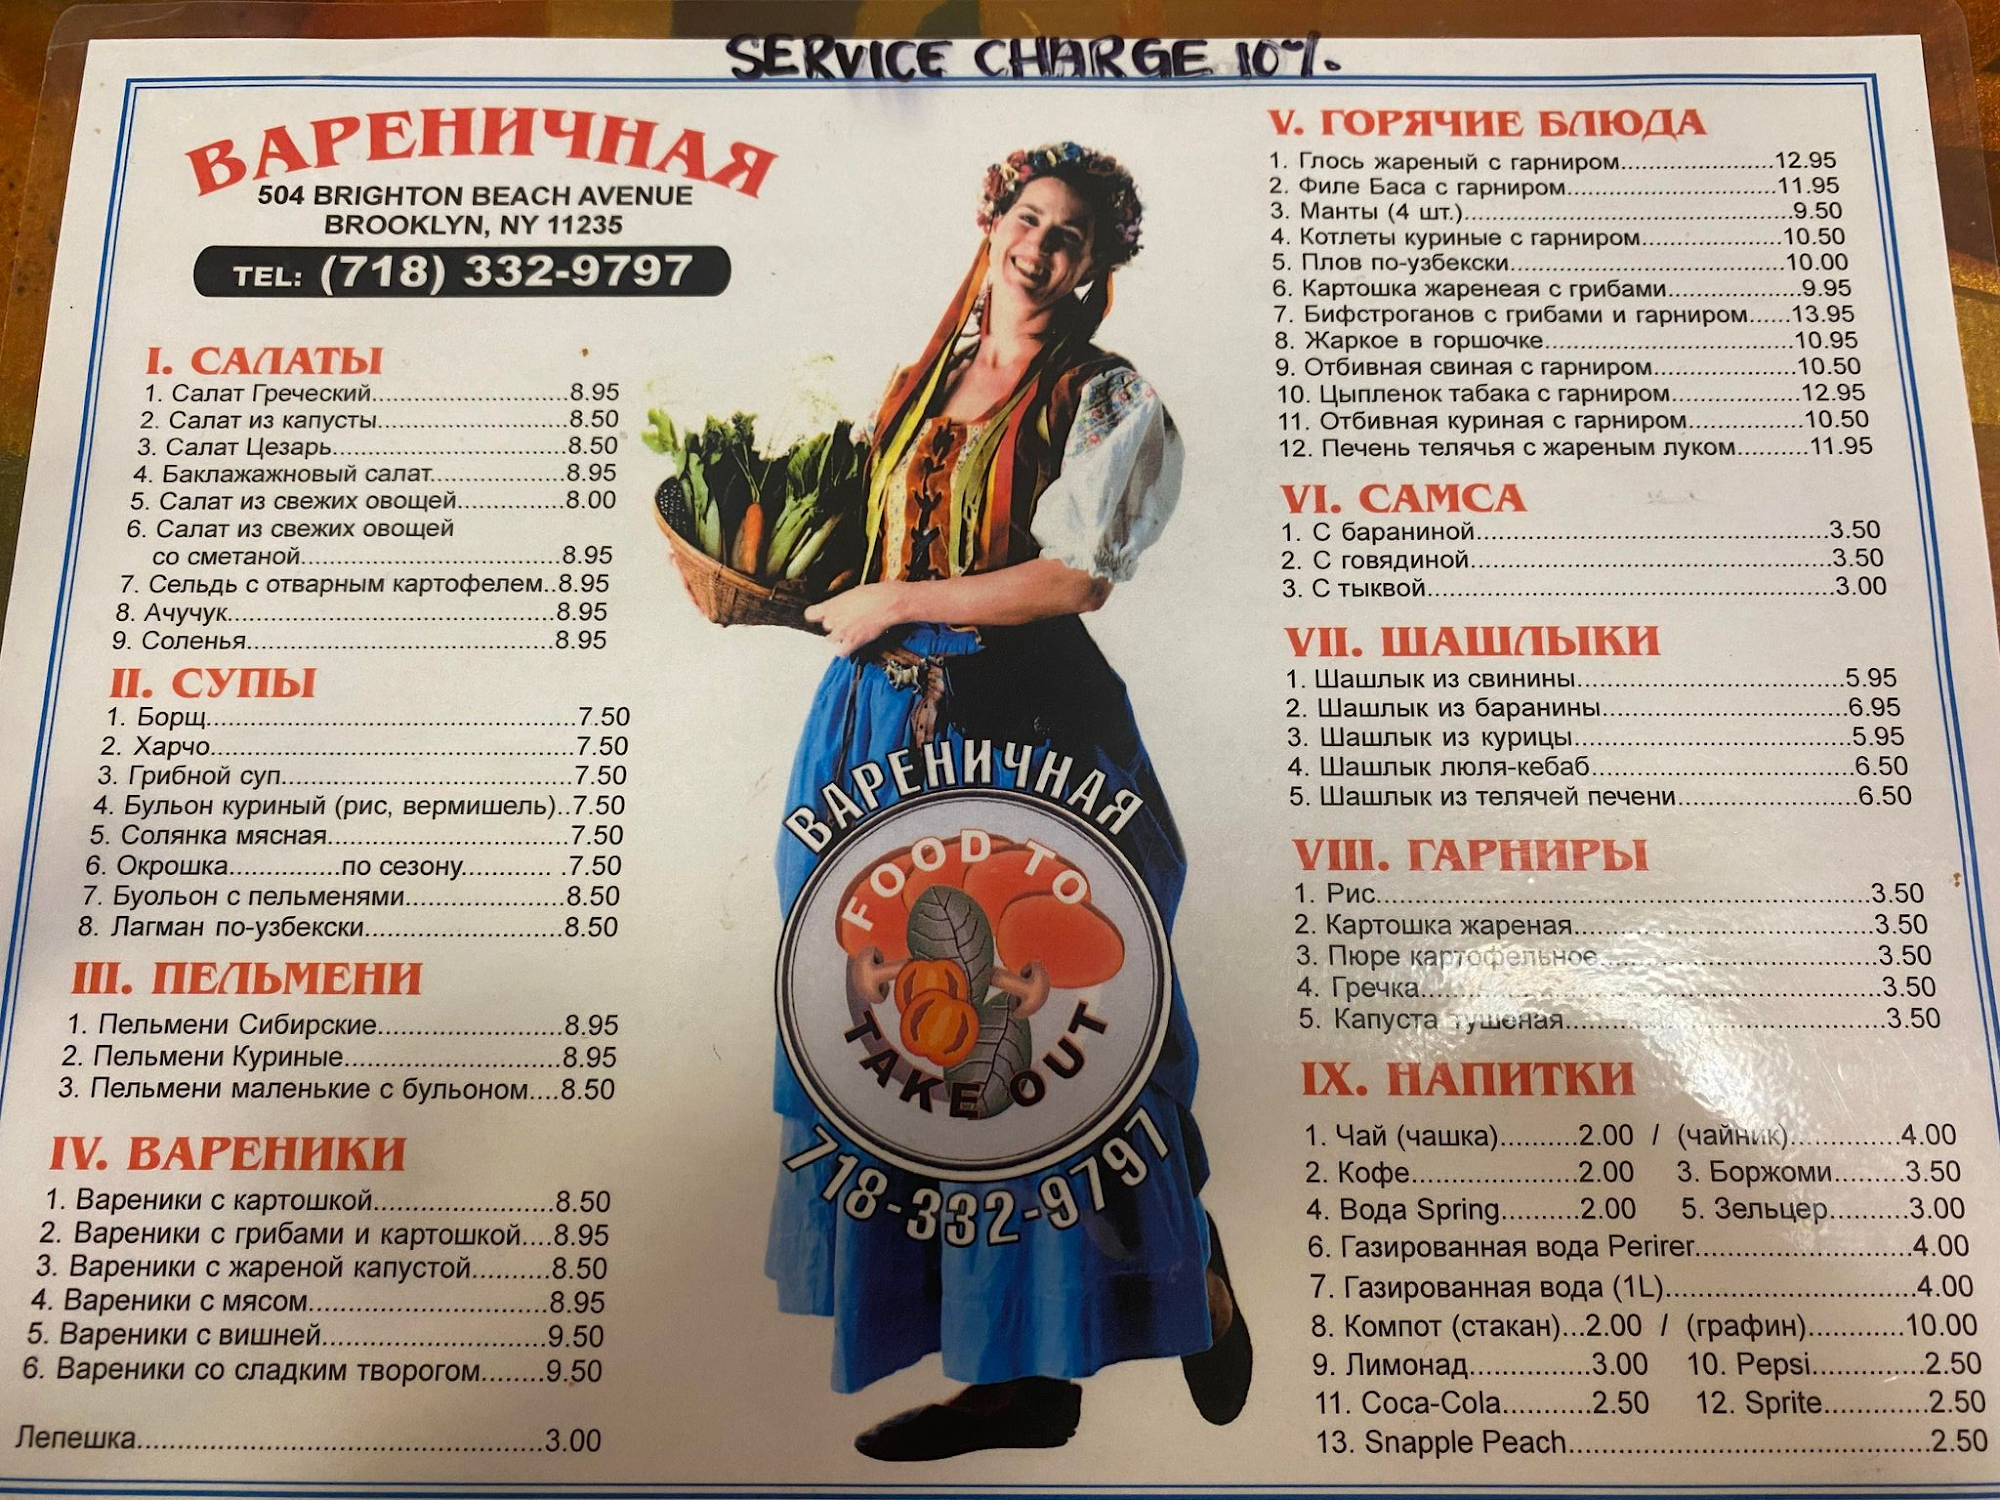 SERVICE CHARGE 10%.
ВАРЕНИЧНАЯ
504 BRIGHTON BEACH AVENUE
BROOKLYN, NY 11235
TEL: (718) 332-9797
I. САЛАТЫ
1. Салат Греческий............................8.95
2. Салат из капусты...........................8.50
3. Салат Цезарь..................................8.50
4. Баклажажновый салат...................8.95
5. Салат из свежих овощей...............8.00
6. Салат из свежих овощей
со сметаной.....................................8.95
7. Сельдь с отварным картофелем..8.95
8. Ачучук...............................................8.95
9. Соленья............................................8.95
II. СУПЫ
1. Борщ....................................................7.50
2. Харчо...................................................7.50
3. Грибной суп.........................................7.50
4. Бульон куриный (рис, вермишель)..7.50
5. Солянка мясная..................................7.50
6. Окрошка...............по сезону............ .7.50
7. Буольон с пельменями......................8.50
8. Лагман по-узбекски...........................8.50
III. ПЕЛЬМЕНИ
1. Пельмени Сибирские.........................8.95
2. Пельмени Куриные.............................8.95
3. Пельмени маленькие с бульоном....8.50
IV. ВАРЕНИКИ
1. Вареники с картошкой........................8.50
2. Вареники с грибами и картошкой....8.95
3. Вареники с жареной капустой..........8.50
4. Вареники с мясом...............................8.95
5. Вареники с вишней.............................9.50
6. Вареники со сладким творогом........9.50
Лепешка....................................................3.00
ВАРЕНИЧНАЯ
FOOD TO
TAKE OUT
718-332-9797
V. ГОРЯЧИЕ БЛЮДА
1. Глось жареный с гарниром......................12.95
2. Филе Баса с гарниром..............................11.95
3. Манты (4 шт.)...............................................9.50
4. Котлеты куриные с гарниром....................10.50
5. Плов по-узбекски.......................................10.00
6. Картошка жаренеая с грибами...................9.95
7. Бифстроганов с грибами и гарниром......13.95
8. Жаркое в горшочке....................................10.95
9. Отбивная свиная с гарниром....................10.50
10. Цыпленок табака с гарниром...................12.95
11. Отбивная куриная с гарниром.................10.50
12. Печень телячья с жареным луком..........11.95
VI. САМСА
1. С бараниной.................................................3.50
2. С говядиной..................................................3.50
3. С тыквой........................................................3.00
VII. ШАШЛЫКИ
1. Шашлык из свинины.....................................5.95
2. Шашлык из баранины..................................6.95
3. Шашлык из курицы......................................5.95
4. Шашлык люля-кебаб...................................6.50
5. Шашлык из телячей печени........................6.50
VIII. ГАРНИРЫ
1. Рис..................................................................3.50
2. Картошка жареная........................................3.50
3. Пюре картофельное.....................................3.50
4. Гречка.............................................................3.50
5. Капуста тушеная...........................................3.50
IX. НАПИТКИ
1. Чай (чашка)..........2.00 / (чайник)..............4.00
2. Кофе.....................2.00 3. Боржоми.........3.50
4. Вода Spring..........2.00 5. Зельцер..........3.00
6. Газированная вода Perirer...........................4.00
7. Газированная вода (1L)................................4.00
8. Компот (стакан)...2.00 / (графин)............10.00
9. Лимонад...............3.00 10. Pepsi..............2.50
11. Coca-Cola...........2.50 12. Sprite.............2.50
13. Snapple Peach..............................................2.50